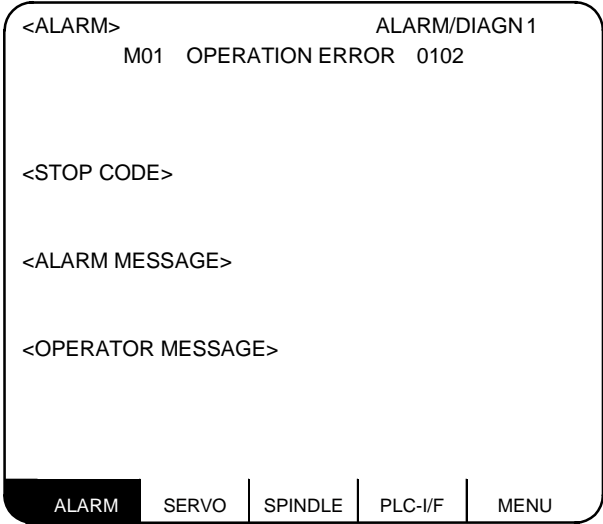 <ALARM> ALARM/DIAGN 1
M01 OPERATION ERROR 0102
<STOP CODE>
<ALARM MESSAGE>
<OPERATOR MESSAGE>
ALARM SERVO SPINDLE PLC-I/F MENU